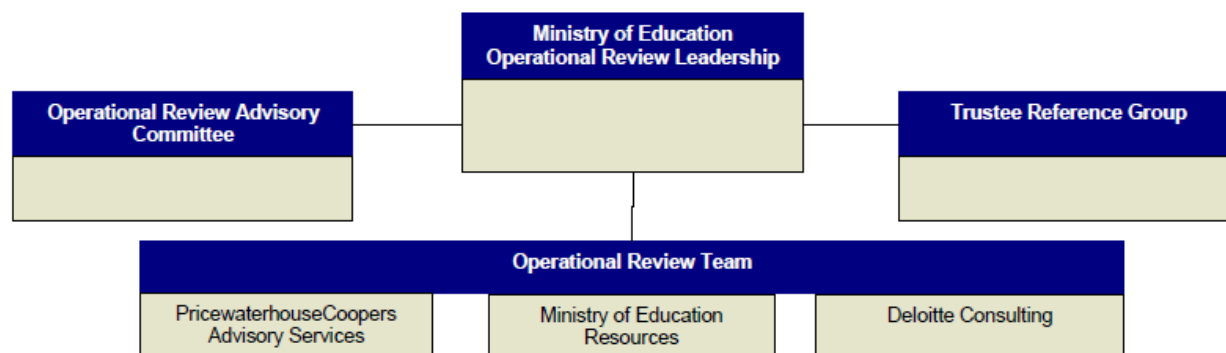 Ministry of Education
Operational Review Leadership
Operational Review Advisory
Committee
Trustee Reference Group
Operational Review Team
PricewaterhouseCoopers
Advisory Services
Ministry of Education
Resources
Deloitte Consulting